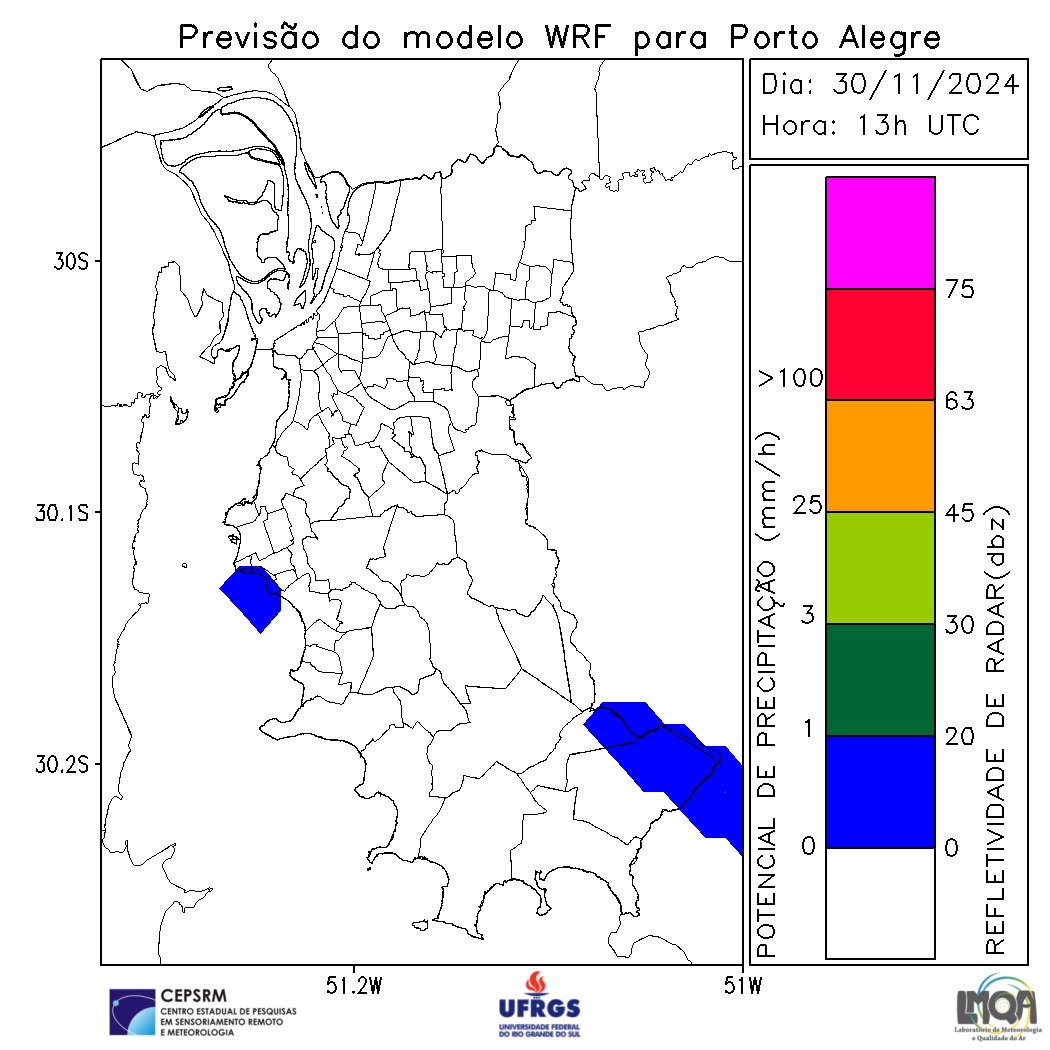 Previsão do modelo WRF para Porto Alegre
Dia: 30/11/2024
Hora: 13h UTC
30S
30.1S
30.2S
51.2W
51W
POTENCIAL DE PRECIPITAÇÃO (mm/h)
>100
25
3
1
0
75
63
45
30
20
0
REFLETIVIDADE DE RADAR(dbz)
CEPSRM
CENTRO ESTADUAL DE PESQUISAS
EM SENSORIAMENTO REMOTO
E METEOROLOGIA
UFRGS
UNIVERSIDADE FEDERAL
DO RIO GRANDE DO SUL
LMQA
Laboratório de Meteorologia
e Qualidade do Ar